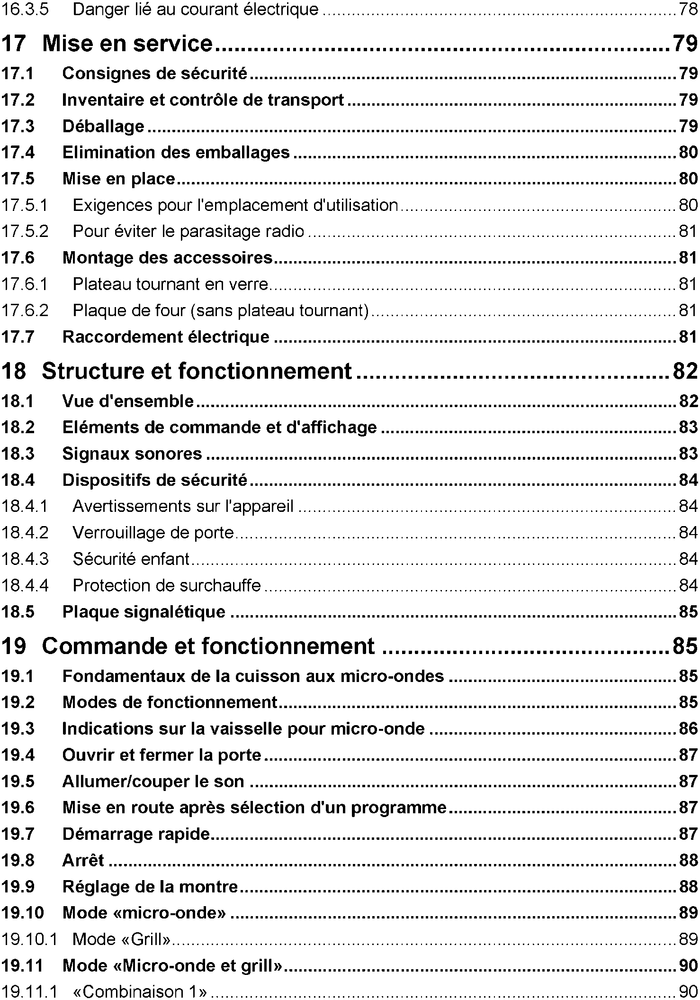 16.3.5 Danger lié au courant électrique ........ 78
17 Mise en service ........ 79
17.1 Consignes de sécurité ........ 79
17.2 Inventaire et contrôle de transport ........ 79
17.3 Déballage ........ 79
17.4 Elimination des emballages ........ 80
17.5 Mise en place ........ 80
17.5.1 Exigences pour l'emplacement d'utilisation ........ 80
17.5.2 Pour éviter le parasitage radio ........ 81
17.6 Montage des accessoires ........ 81
17.6.1 Plateau tournant en verre ........ 81
17.6.2 Plaque de four (sans plateau tournant) ........ 81
17.7 Raccordement électrique ........ 81
18 Structure et fonctionnement ........ 82
18.1 Vue d'ensemble ........ 82
18.2 Eléments de commande et d'affichage ........ 83
18.3 Signaux sonores ........ 83
18.4 Dispositifs de sécurité ........ 84
18.4.1 Avertissements sur l'appareil ........ 84
18.4.2 Verrouillage de porte ........ 84
18.4.3 Sécurité enfant ........ 84
18.4.4 Protection de surchauffe ........ 84
18.5 Plaque signalétique ........ 85
19 Commande et fonctionnement ........ 85
19.1 Fondamentaux de la cuisson aux micro-ondes ........ 85
19.2 Modes de fonctionnement ........ 85
19.3 Indications sur la vaisselle pour micro-onde ........ 86
19.4 Ouvrir et fermer la porte ........ 87
19.5 Allumer/couper le son ........ 87
19.6 Mise en route après sélection d'un programme ........ 87
19.7 Démarrage rapide ........ 87
19.8 Arrêt ........ 88
19.9 Réglage de la montre ........ 88
19.10 Mode «micro-onde» ........ 89
19.10.1 Mode «Grill» ........ 89
19.11 Mode «Micro-onde et grill» ........ 90
19.11.1 «Combinaison 1» ........ 90